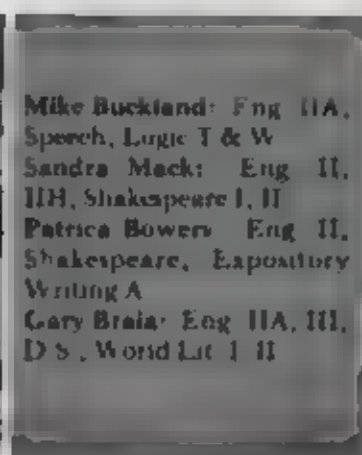 Mike Buckland: Eng IIA,
Speech, Logic T & W
Sandra Mack: Eng II,
IIH, Shakespeare I, II
Patrica Bowers Eng II,
Shakespeare, Expository
Writing A
Gary Brain: Eng IIA, III,
D S, World Lit I II